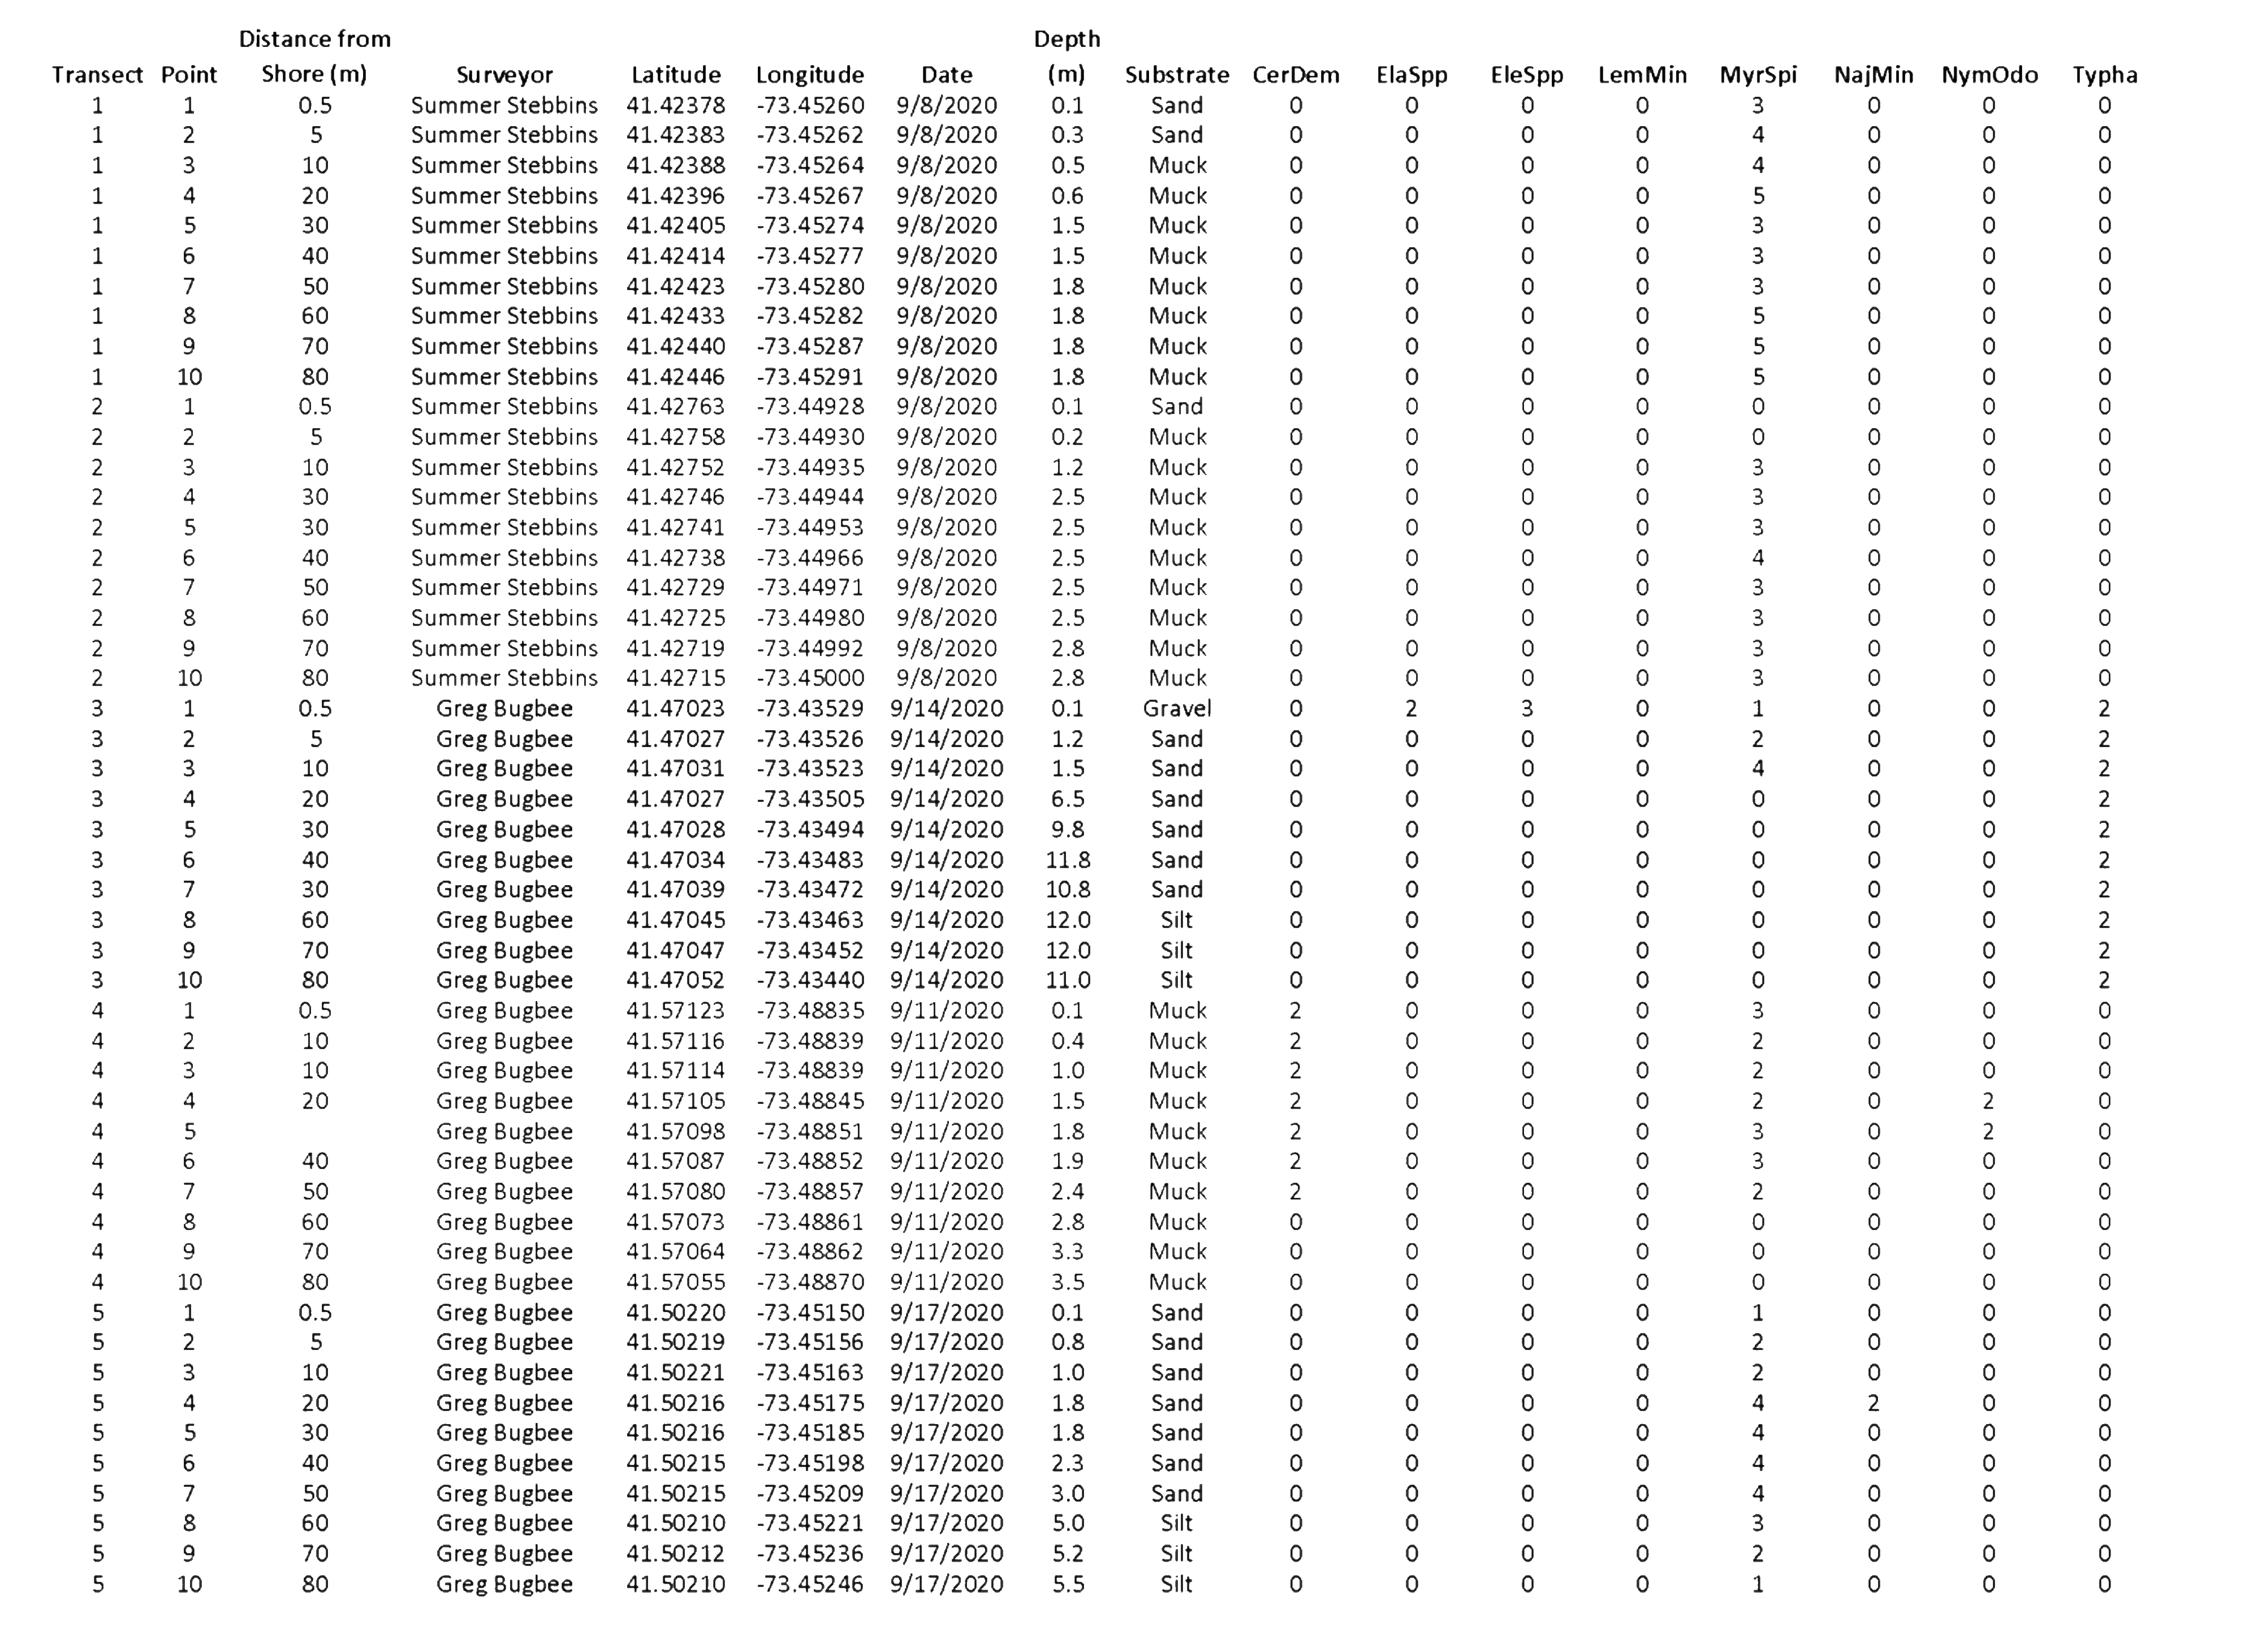 Distance from Depth
Transect Point Shore (m) Surveyor Latitude Longitude Date (m) Substrate CerDem ElaSpp EleSpp LemMin MyrSpi NajMin NymOdo Typha
1 1 0.5 Summer Stebbins 41.42378 -73.45260 9/8/2020 0.1 Sand 0 0 0 0 3 0 0 0
1 2 5 Summer Stebbins 41.42383 -73.45262 9/8/2020 0.3 Sand 0 0 0 0 4 0 0 0
1 3 10 Summer Stebbins 41.42388 -73.45264 9/8/2020 0.5 Muck 0 0 0 0 4 0 0 0
1 4 20 Summer Stebbins 41.42396 -73.45267 9/8/2020 0.6 Muck 0 0 0 0 5 0 0 0
1 5 30 Summer Stebbins 41.42405 -73.45274 9/8/2020 1.5 Muck 0 0 0 0 3 0 0 0
1 6 40 Summer Stebbins 41.42414 -73.45277 9/8/2020 1.5 Muck 0 0 0 0 3 0 0 0
1 7 50 Summer Stebbins 41.42423 -73.45280 9/8/2020 1.8 Muck 0 0 0 0 3 0 0 0
1 8 60 Summer Stebbins 41.42433 -73.45282 9/8/2020 1.8 Muck 0 0 0 0 5 0 0 0
1 9 70 Summer Stebbins 41.42440 -73.45287 9/8/2020 1.8 Muck 0 0 0 0 5 0 0 0
1 10 80 Summer Stebbins 41.42446 -73.45291 9/8/2020 1.8 Muck 0 0 0 0 5 0 0 0
2 1 0.5 Summer Stebbins 41.42763 -73.44928 9/8/2020 0.1 Sand 0 0 0 0 0 0 0 0
2 2 5 Summer Stebbins 41.42758 -73.44930 9/8/2020 0.2 Muck 0 0 0 0 0 0 0 0
2 3 10 Summer Stebbins 41.42752 -73.44935 9/8/2020 1.2 Muck 0 0 0 0 3 0 0 0
2 4 30 Summer Stebbins 41.42746 -73.44944 9/8/2020 2.5 Muck 0 0 0 0 3 0 0 0
2 5 30 Summer Stebbins 41.42741 -73.44953 9/8/2020 2.5 Muck 0 0 0 0 3 0 0 0
2 6 40 Summer Stebbins 41.42738 -73.44966 9/8/2020 2.5 Muck 0 0 0 0 4 0 0 0
2 7 50 Summer Stebbins 41.42729 -73.44971 9/8/2020 2.5 Muck 0 0 0 0 3 0 0 0
2 8 60 Summer Stebbins 41.42725 -73.44980 9/8/2020 2.5 Muck 0 0 0 0 3 0 0 0
2 9 70 Summer Stebbins 41.42719 -73.44992 9/8/2020 2.8 Muck 0 0 0 0 3 0 0 0
2 10 80 Summer Stebbins 41.42715 -73.45000 9/8/2020 2.8 Muck 0 0 0 0 3 0 0 0
3 1 0.5 Greg Bugbee 41.47023 -73.43529 9/14/2020 0.1 Gravel 0 2 3 0 1 0 0 2
3 2 5 Greg Bugbee 41.47027 -73.43526 9/14/2020 1.2 Sand 0 0 0 0 2 0 0 2
3 3 10 Greg Bugbee 41.47031 -73.43523 9/14/2020 1.5 Sand 0 0 0 0 4 0 0 2
3 4 20 Greg Bugbee 41.47027 -73.43505 9/14/2020 6.5 Sand 0 0 0 0 0 0 0 2
3 5 30 Greg Bugbee 41.47028 -73.43494 9/14/2020 9.8 Sand 0 0 0 0 0 0 0 2
3 6 40 Greg Bugbee 41.47034 -73.43483 9/14/2020 11.8 Sand 0 0 0 0 0 0 0 2
3 7 30 Greg Bugbee 41.47039 -73.43472 9/14/2020 10.8 Sand 0 0 0 0 0 0 0 2
3 8 60 Greg Bugbee 41.47045 -73.43463 9/14/2020 12.0 Silt 0 0 0 0 0 0 0 2
3 9 70 Greg Bugbee 41.47047 -73.43452 9/14/2020 12.0 Silt 0 0 0 0 0 0 0 2
3 10 80 Greg Bugbee 41.47052 -73.43440 9/14/2020 11.0 Silt 0 0 0 0 0 0 0 2
4 1 0.5 Greg Bugbee 41.57123 -73.48835 9/11/2020 0.1 Muck 2 0 0 0 3 0 0 0
4 2 10 Greg Bugbee 41.57116 -73.48839 9/11/2020 0.4 Muck 2 0 0 0 2 0 0 0
4 3 10 Greg Bugbee 41.57114 -73.48839 9/11/2020 1.0 Muck 2 0 0 0 2 0 0 0
4 4 20 Greg Bugbee 41.57105 -73.48845 9/11/2020 1.5 Muck 2 0 0 0 2 0 2 0
4 5 Greg Bugbee 41.57098 -73.48851 9/11/2020 1.8 Muck 2 0 0 0 3 0 2 0
4 6 40 Greg Bugbee 41.57087 -73.48852 9/11/2020 1.9 Muck 2 0 0 0 3 0 0 0
4 7 50 Greg Bugbee 41.57080 -73.48857 9/11/2020 2.4 Muck 2 0 0 0 2 0 0 0
4 8 60 Greg Bugbee 41.57073 -73.48861 9/11/2020 2.8 Muck 0 0 0 0 0 0 0 0
4 9 70 Greg Bugbee 41.57064 -73.48862 9/11/2020 3.3 Muck 0 0 0 0 0 0 0 0
4 10 80 Greg Bugbee 41.57055 -73.48870 9/11/2020 3.5 Muck 0 0 0 0 0 0 0 0
5 1 0.5 Greg Bugbee 41.50220 -73.45150 9/17/2020 0.1 Sand 0 0 0 0 1 0 0 0
5 2 5 Greg Bugbee 41.50219 -73.45156 9/17/2020 0.8 Sand 0 0 0 0 2 0 0 0
5 3 10 Greg Bugbee 41.50221 -73.45163 9/17/2020 1.0 Sand 0 0 0 0 2 0 0 0
5 4 20 Greg Bugbee 41.50216 -73.45175 9/17/2020 1.8 Sand 0 0 0 0 4 2 0 0
5 5 30 Greg Bugbee 41.50216 -73.45185 9/17/2020 1.8 Sand 0 0 0 0 4 0 0 0
5 6 40 Greg Bugbee 41.50215 -73.45198 9/17/2020 2.3 Sand 0 0 0 0 4 0 0 0
5 7 50 Greg Bugbee 41.50215 -73.45209 9/17/2020 3.0 Sand 0 0 0 0 4 0 0 0
5 8 60 Greg Bugbee 41.50210 -73.45221 9/17/2020 5.0 Silt 0 0 0 0 3 0 0 0
5 9 70 Greg Bugbee 41.50212 -73.45236 9/17/2020 5.2 Silt 0 0 0 0 2 0 0 0
5 10 80 Greg Bugbee 41.50210 -73.45246 9/17/2020 5.5 Silt 0 0 0 0 1 0 0 0